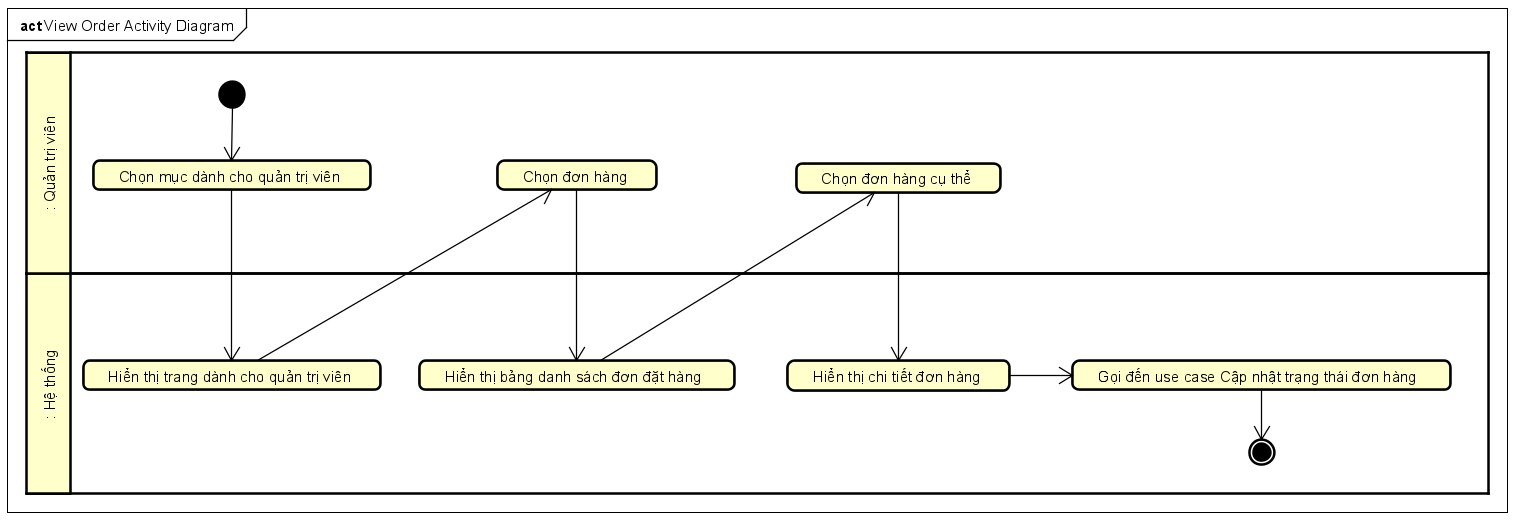 act View Order Activity Diagram
: Quản trị viên
Chọn mục dành cho quản trị viên
Chọn đơn hàng
Chọn đơn hàng cụ thể
: Hệ thống
Hiển thị trang dành cho quản trị viên
Hiển thị bảng danh sách đơn đặt hàng
Hiển thị chi tiết đơn hàng
Gọi đến use case Cập nhật trạng thái đơn hàng